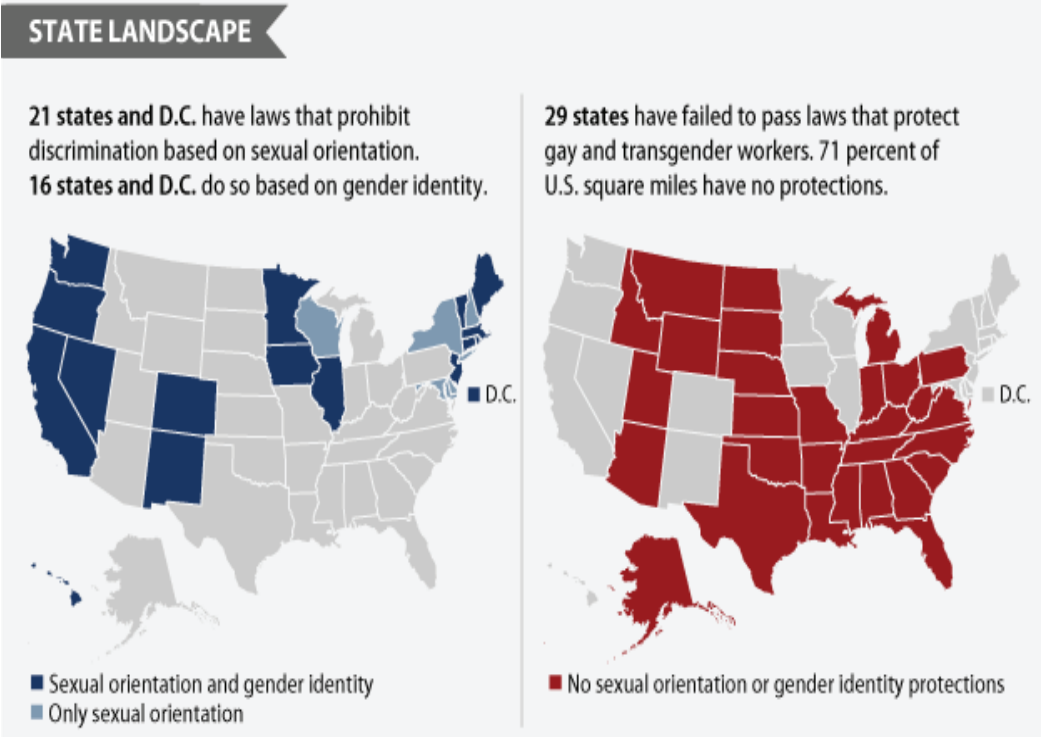 STATE LANDSCAPE
21 states and D.C. have laws that prohibit
discrimination based on sexual orientation.
16 states and D.C. do so based on gender identity.
29 states have failed to pass laws that protect
gay and transgender workers. 71 percent of
U.S. square miles have no protections.
D.C.
D.C.
Sexual orientation and gender identity
Only sexual orientation
No sexual orientation or gender identity protections